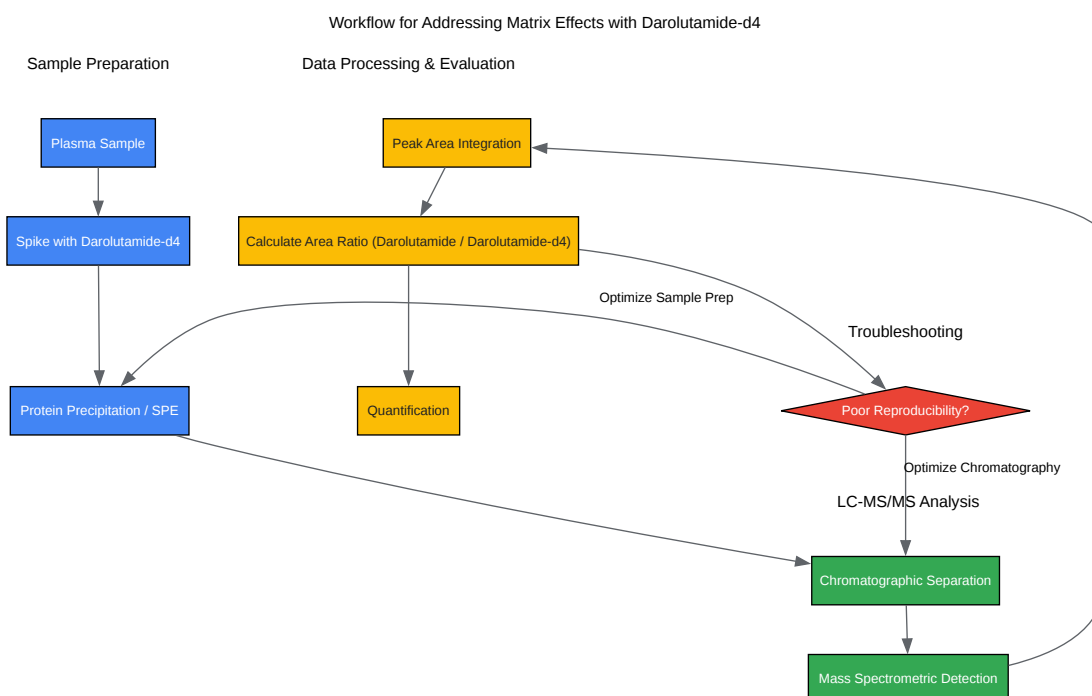 Workflow for Addressing Matrix Effects with Darolutamide-d4
Sample Preparation
Data Processing & Evaluation
Plasma Sample
Peak Area Integration
Spike with Darolutamide-d4
Calculate Area Ratio (Darolutamide / Darolutamide-d4)
Optimize Sample Prep
Troubleshooting
Protein Precipitation / SPE
Quantification
Poor Reproducibility?
Optimize Chromatography
LC-MS/MS Analysis
Chromatographic Separation
Mass Spectrometric Detection